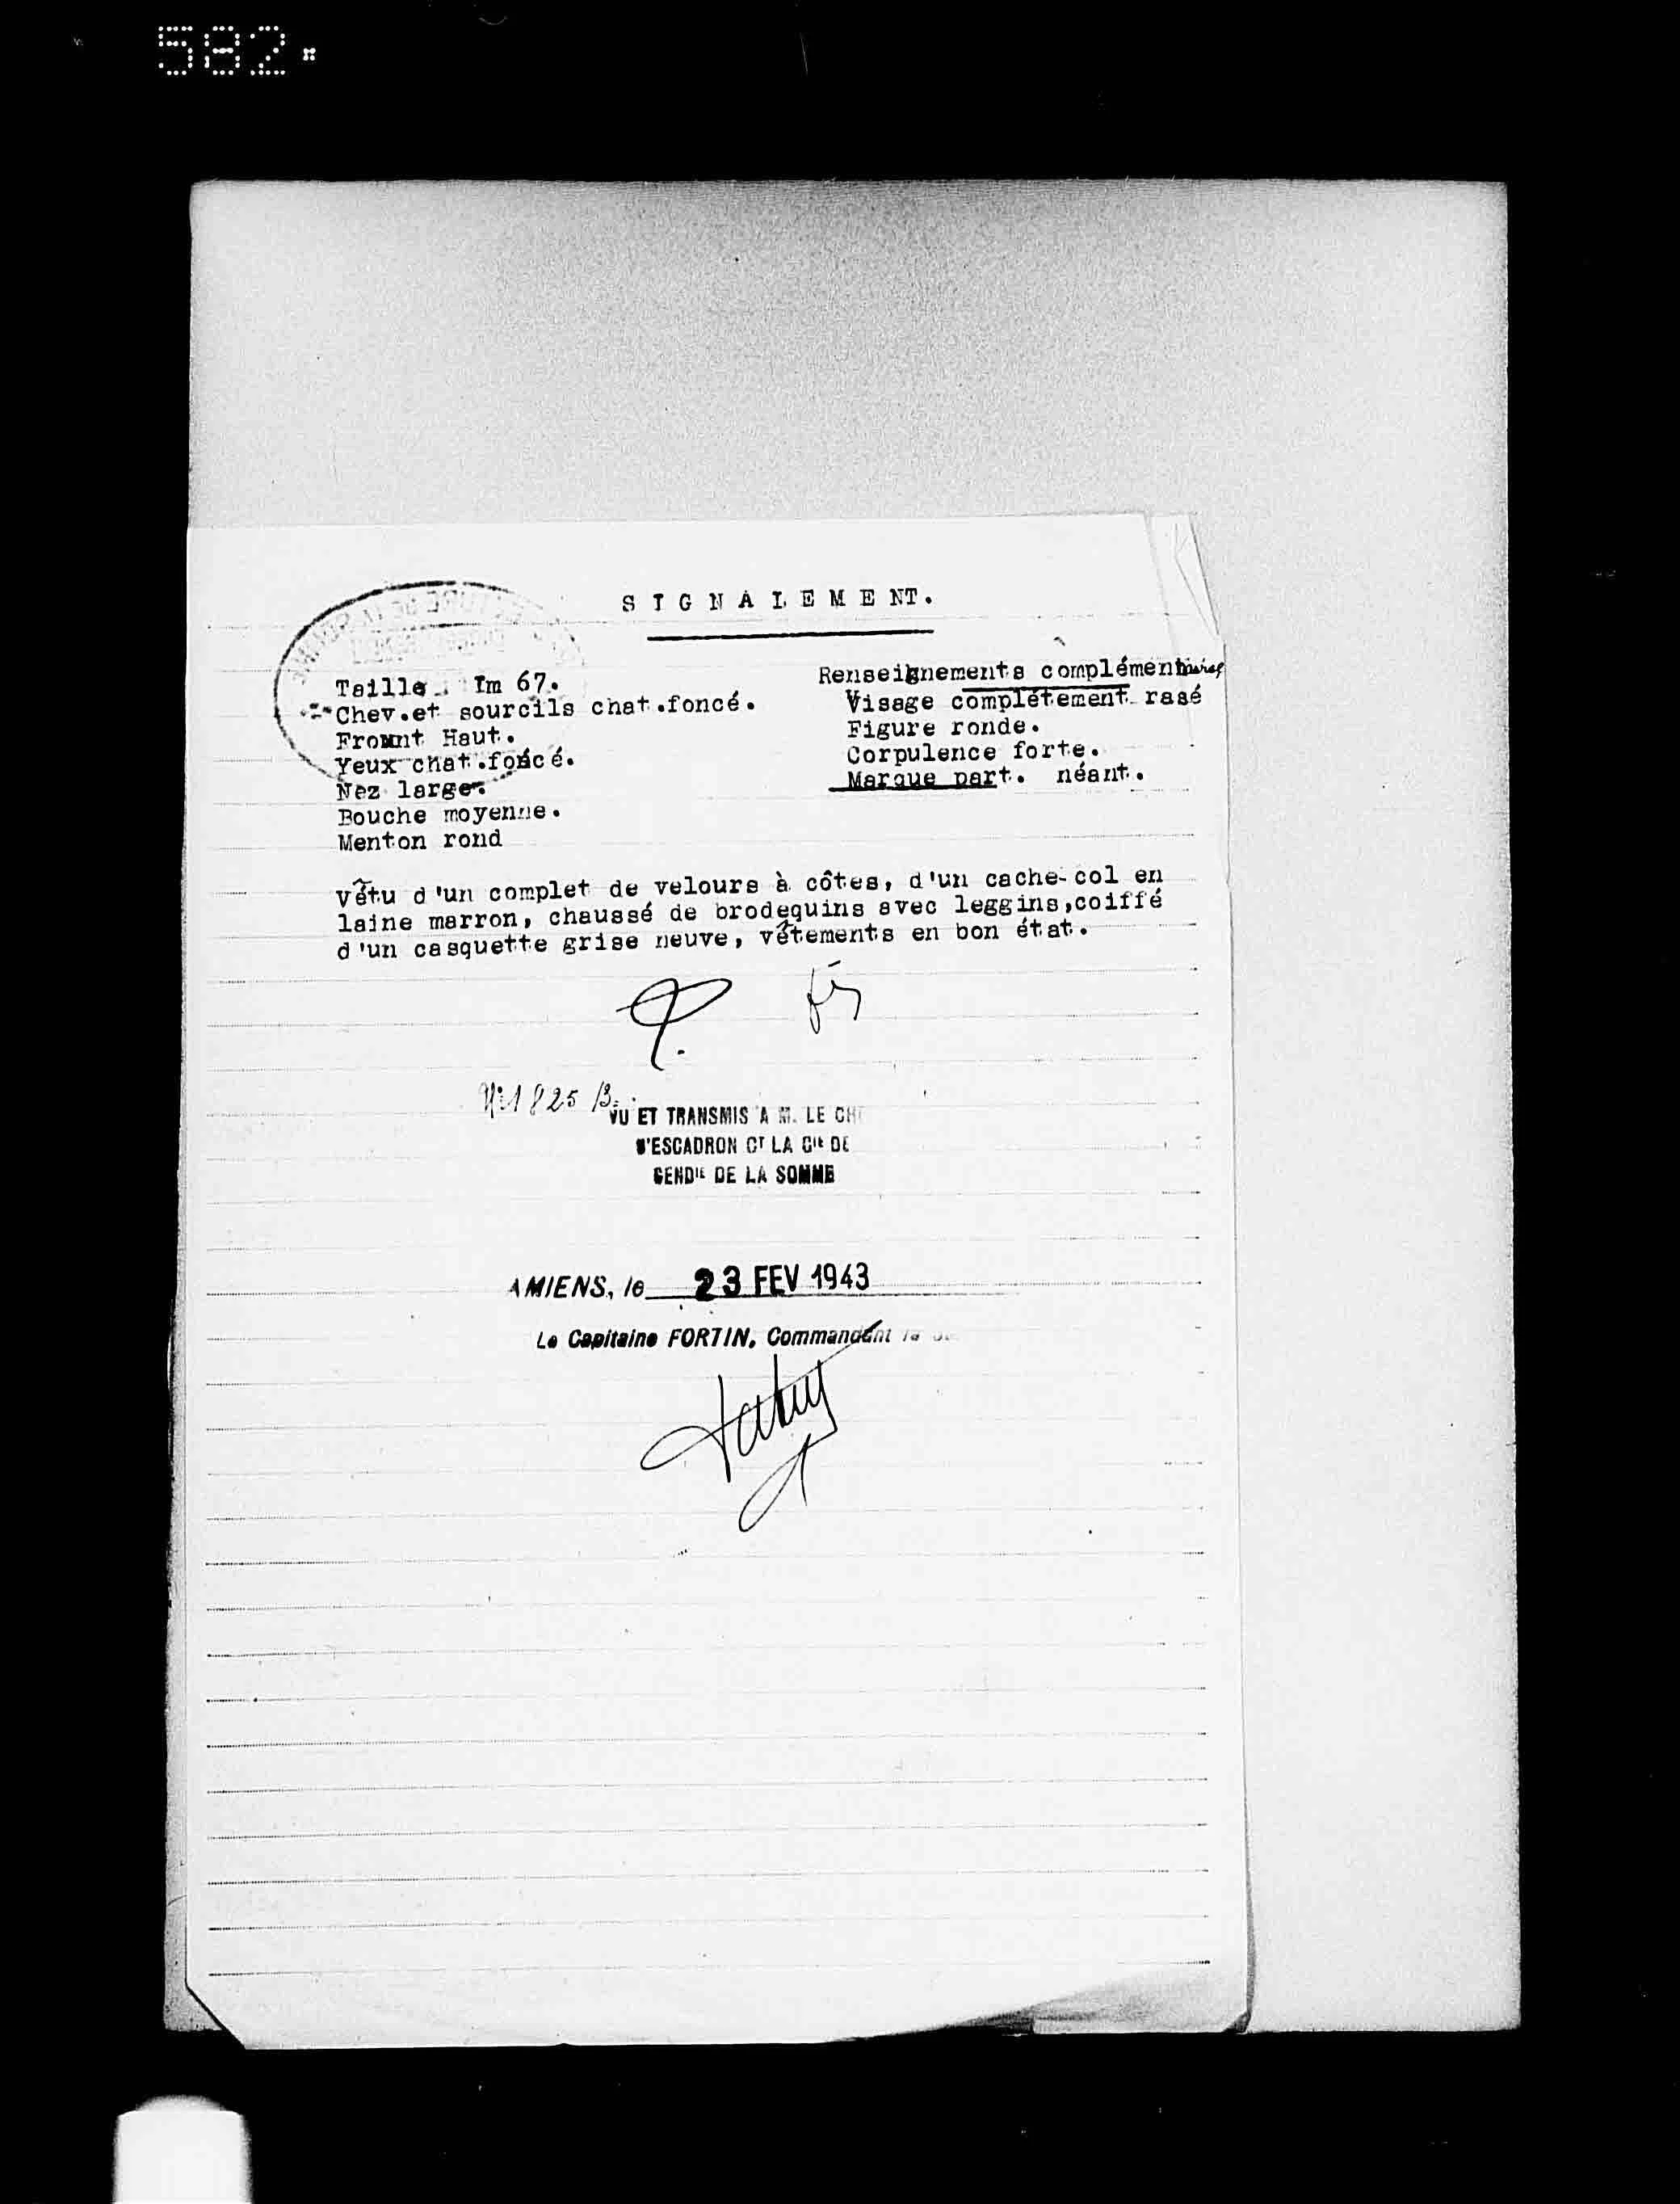 582
SIGNALEMENT.
Taille. Im 67.
Chev.et sourcils chat.foncé.
Fromnt Haut.
Yeux chat.foncé.
Nez large.
Bouche moyenne.
Menton rond
Renseignements complémentaires
Visage complétement rasé
Figure ronde.
Corpulence forte.
Marque part. néant.
Vêtu d'un complet de velours à côtes, d'un cache-col en
laine marron, chaussé de brodequins avec leggins,coiffé
d'un casquette grise neuve, vêtements en bon état.
N° 1825 B.
VU ET TRANSMIS A M. LE CH
D'ESCADRON CT LA CIE DE
GENDIE DE LA SOMME
AMIENS, le 23 FEV 1943
Le Capitaine FORTIN, Commandant la